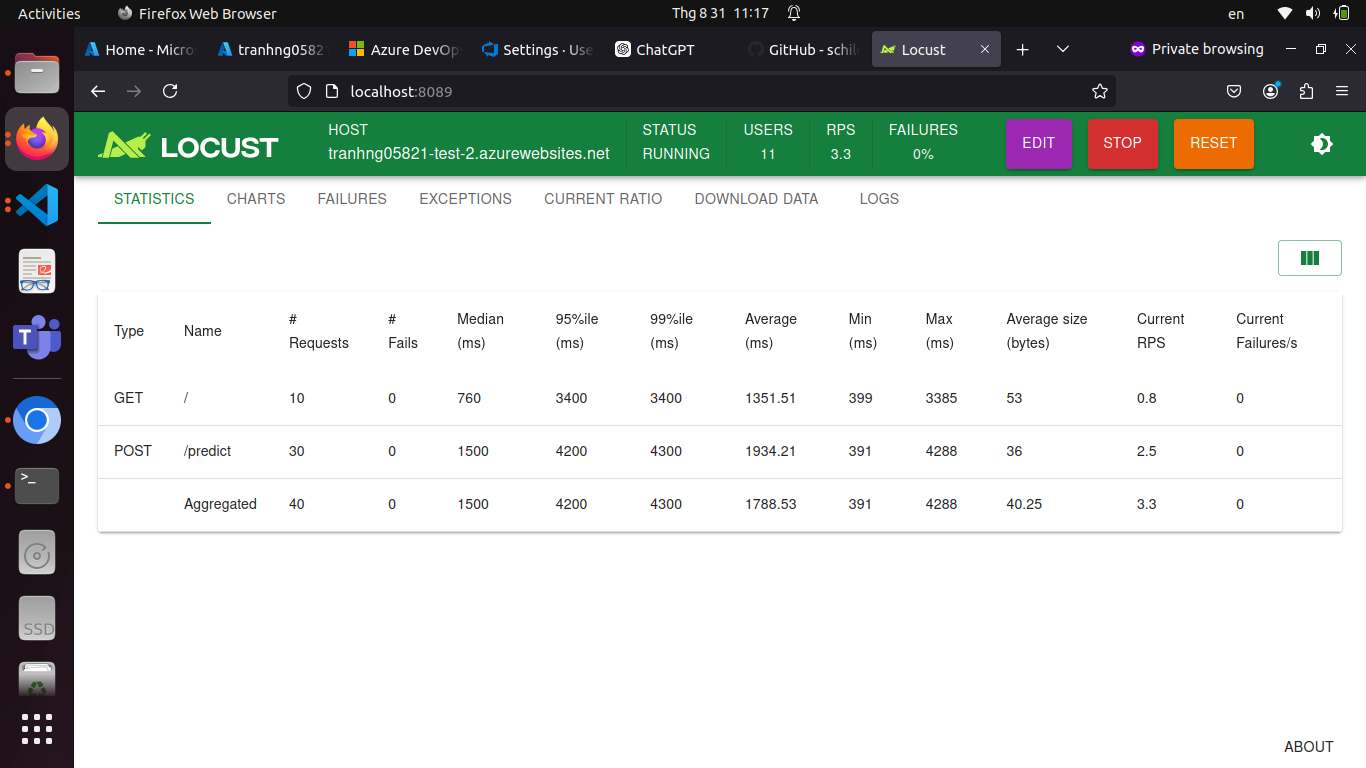 Activities Firefox Web Browser Thg 8 31 11:17 en
Home - Micro tranhng0582 Azure DevOp Settings · Use ChatGPT GitHub - schil Locust Private browsing
localhost:8089
LOCUST
HOST
tranhng05821-test-2.azurewebsites.net
STATUS
RUNNING
USERS
11
RPS
3.3
FAILURES
0%
EDIT STOP RESET
STATISTICS CHARTS FAILURES EXCEPTIONS CURRENT RATIO DOWNLOAD DATA LOGS
Type Name # Requests # Fails Median (ms) 95%ile (ms) 99%ile (ms) Average (ms) Min (ms) Max (ms) Average size (bytes) Current RPS Current Failures/s
GET / 10 0 760 3400 3400 1351.51 399 3385 53 0.8 0
POST /predict 30 0 1500 4200 4300 1934.21 391 4288 36 2.5 0
Aggregated 40 0 1500 4200 4300 1788.53 391 4288 40.25 3.3 0
SSD
ABOUT